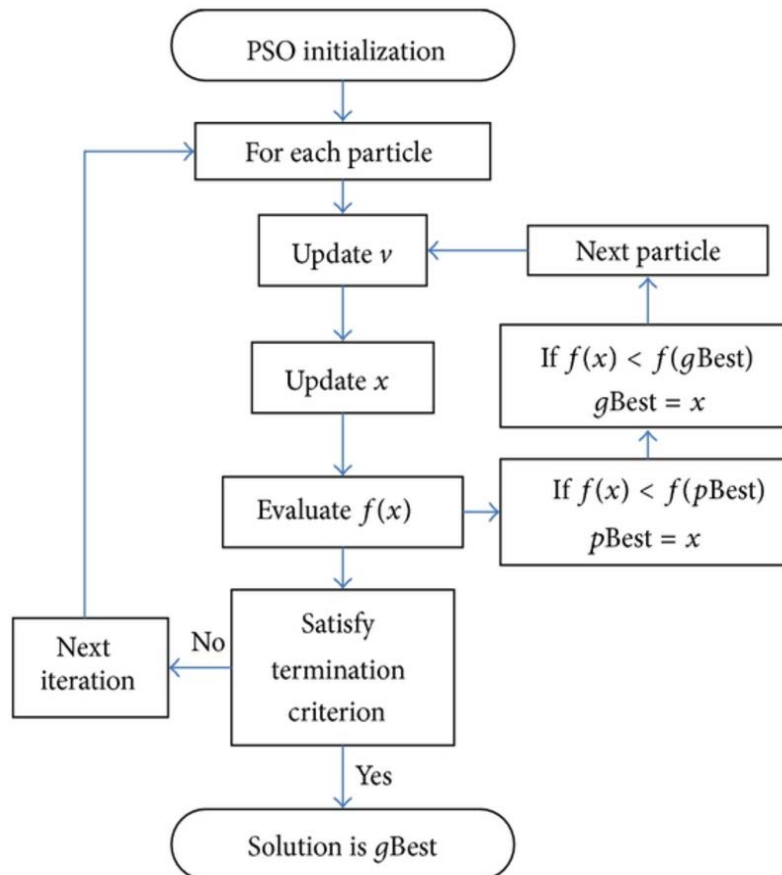 PSO initialization
For each particle
Update v
Next particle
If f(x) < f(gBest)
gBest = x
Update x
Evaluate f(x)
If f(x) < f(pBest)
pBest = x
Satisfy
termination
criterion
No
Next
iteration
Yes
Solution is gBest